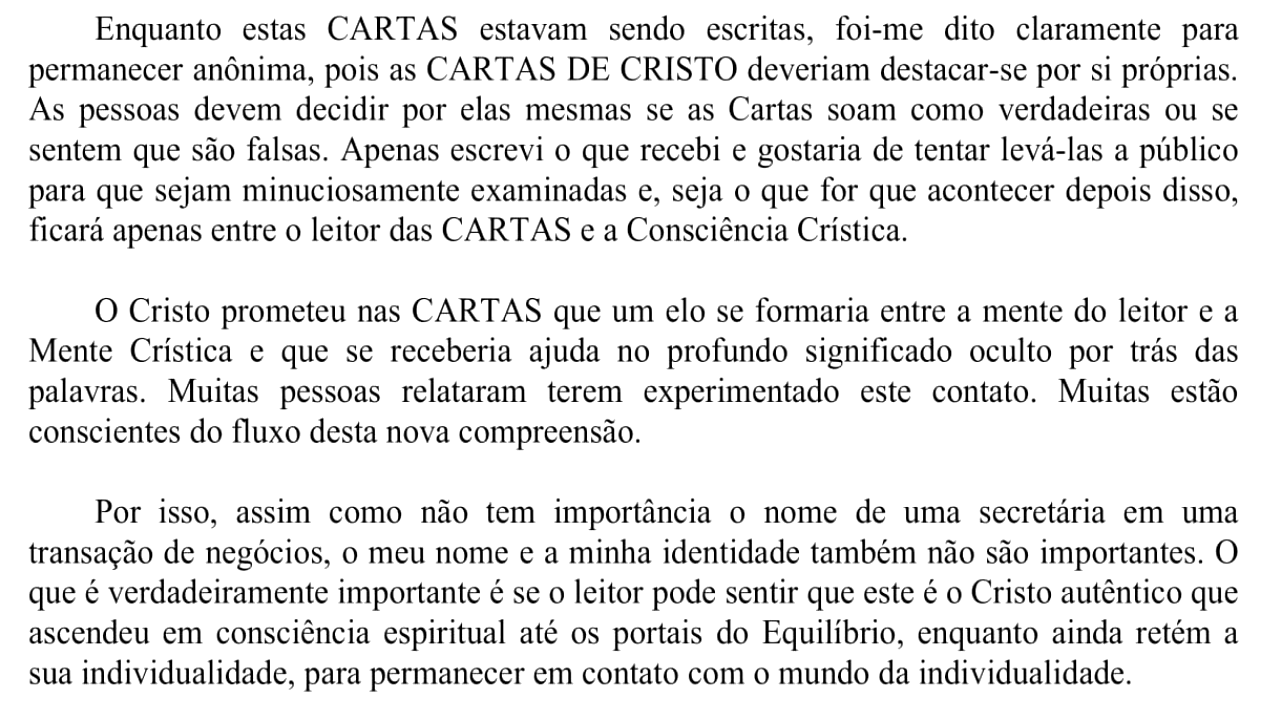 Enquanto estas CARTAS estavam sendo escritas, foi-me dito claramente para
permanecer anônima, pois as CARTAS DE CRISTO deveriam destacar-se por si próprias.
As pessoas devem decidir por elas mesmas se as Cartas soam como verdadeiras ou se
sentem que são falsas. Apenas escrevi o que recebi e gostaria de tentar levá-las a público
para que sejam minuciosamente examinadas e, seja o que for que acontecer depois disso,
ficará apenas entre o leitor das CARTAS e a Consciência Crística.
O Cristo prometeu nas CARTAS que um elo se formaria entre a mente do leitor e a
Mente Crística e que se receberia ajuda no profundo significado oculto por trás das
palavras. Muitas pessoas relataram terem experimentado este contato. Muitas estão
conscientes do fluxo desta nova compreensão.
Por isso, assim como não tem importância o nome de uma secretária em uma
transação de negócios, o meu nome e a minha identidade também não são importantes. O
que é verdadeiramente importante é se o leitor pode sentir que este é o Cristo autêntico que
ascendeu em consciência espiritual até os portais do Equilíbrio, enquanto ainda retém a
sua individualidade, para permanecer em contato com o mundo da individualidade.